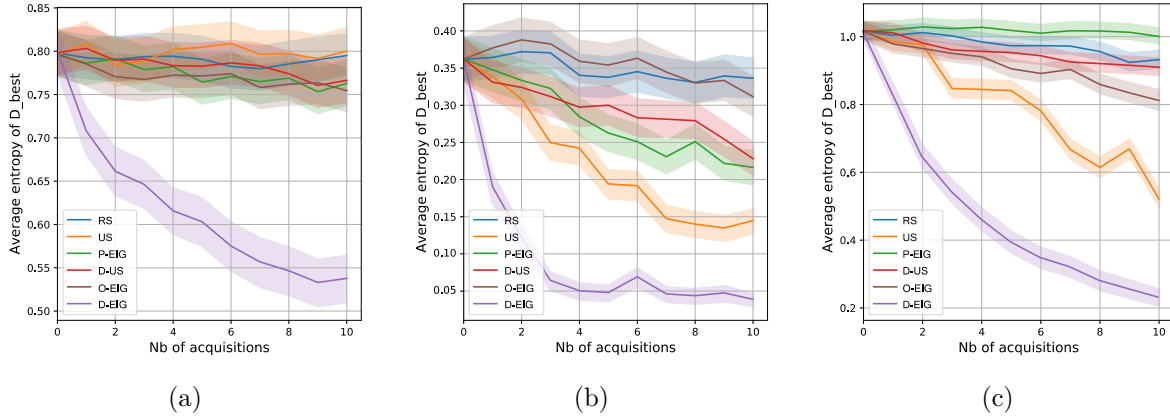 0.85
0.80
0.75
0.70
0.65
0.60
0.55
0.50
Average entropy of D_best
RS
US
P-EIG
D-US
O-EIG
D-EIG
0 2 4 6 8 10
Nb of acquisitions
(a)
0.40
0.35
0.30
0.25
0.20
0.15
0.10
0.05
Average entropy of D_best
RS
US
P-EIG
D-US
O-EIG
D-EIG
0 2 4 6 8 10
Nb of acquisitions
(b)
1.0
0.8
0.6
0.4
0.2
Average entropy of D_best
RS
US
P-EIG
D-US
O-EIG
D-EIG
0 2 4 6 8 10
Nb of acquisitions
(c)